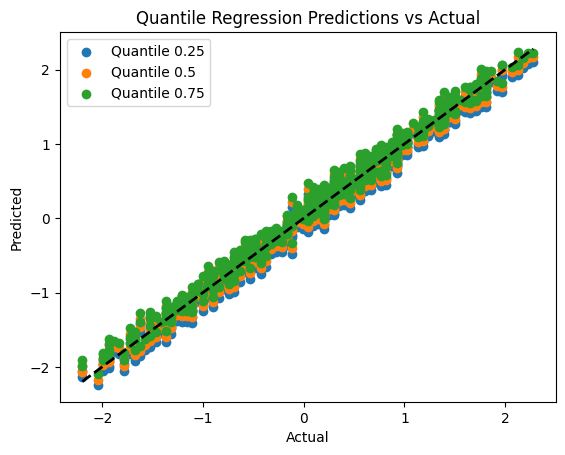 Quantile Regression Predictions vs Actual
Quantile 0.25
Quantile 0.5
Quantile 0.75
Predicted
2
1
0
−1
−2
−2
−1
0
1
2
Actual